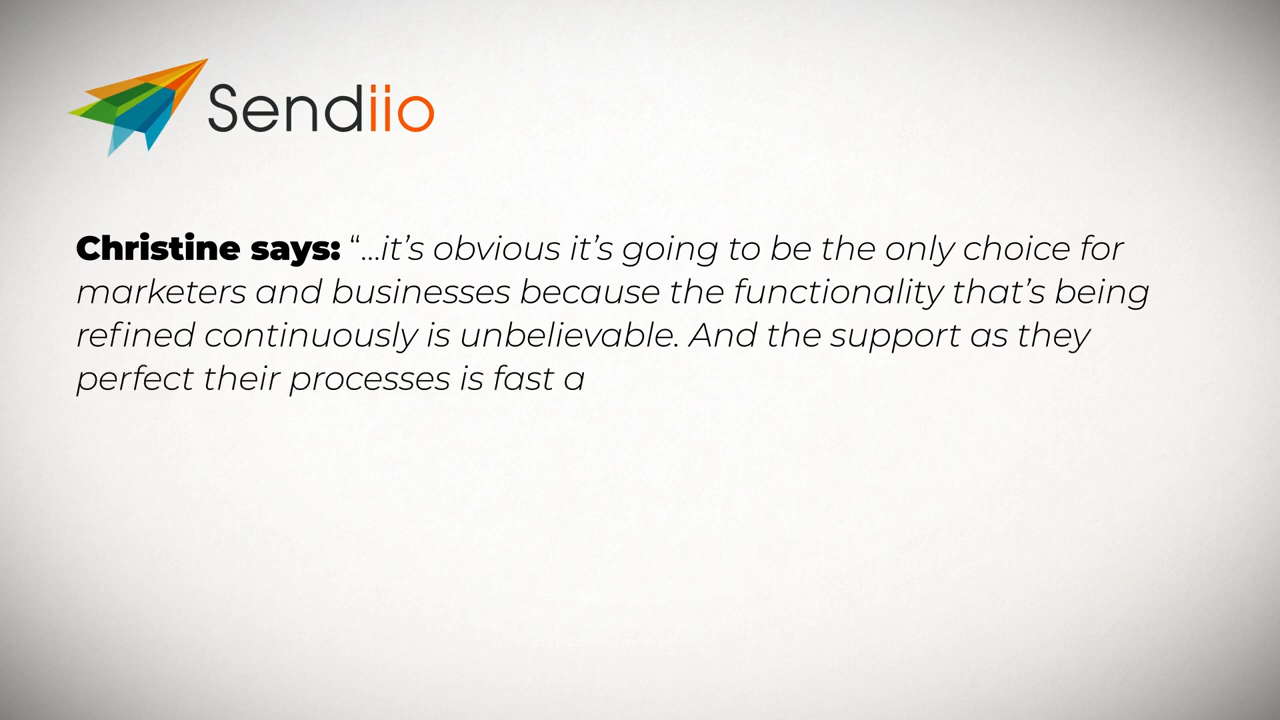 Sendiio
Christine says: “...it’s obvious it’s going to be the only choice for
marketers and businesses because the functionality that’s being
refined continuously is unbelievable. And the support as they
perfect their processes is fast a